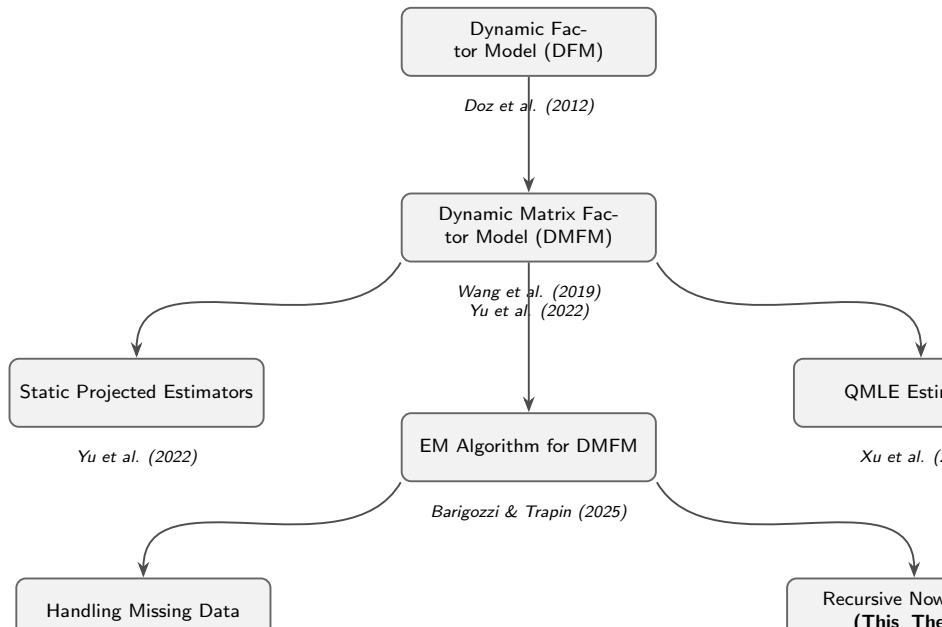 Dynamic Fac-
tor Model (DFM)
Doz et al. (2012)
Dynamic Matrix Fac-
tor Model (DMFM)
Wang et al. (2019)
Yu et al. (2022)
Static Projected Estimators
QMLE
Yu et al. (2022)
Xu et al.
EM Algorithm for DMFM
Barigozzi & Trapin (2025)
Handling Missing Data
Recursive
(This